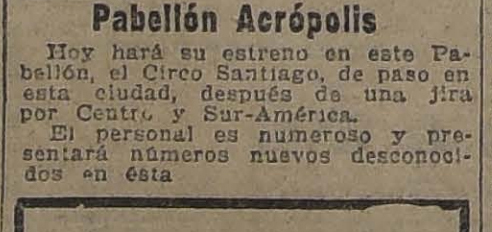 Pabellón Acrópolis
Hoy hará su estreno en este Pa-
bellón, el Circo Santiago, de paso en
esta ciudad, después de una jira
por Centro y Sur-América.
El personal es numeroso y pre-
sentará números nuevos desconoci-
dos en ésta